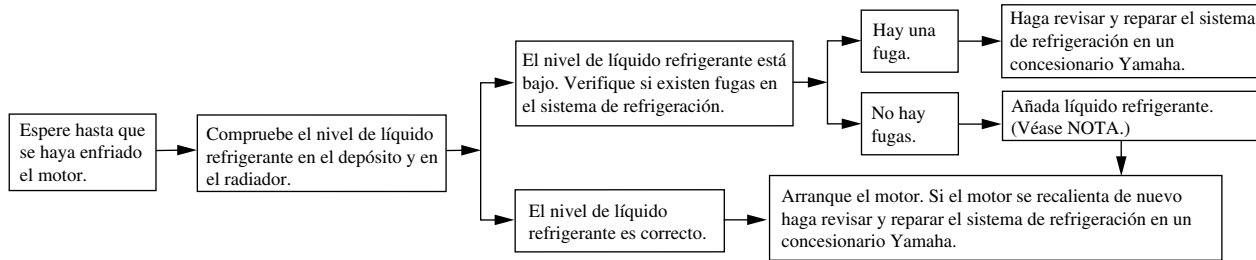 Espere hasta que
se haya enfriado
el motor.
Compruebe el nivel de líquido
refrigerante en el depósito y en
el radiador.
El nivel de líquido refrigerante está
bajo. Verifique si existen fugas en
el sistema de refrigeración.
Hay una
fuga.
Haga revisar y reparar el sistema
de refrigeración en un
concesionario Yamaha.
No hay
fugas.
Añada líquido refrigerante.
(Véase NOTA.)
El nivel de líquido
refrigerante es correcto.
Arranque el motor. Si el motor se recalienta de nuevo
haga revisar y reparar el sistema de refrigeración en un
concesionario Yamaha.